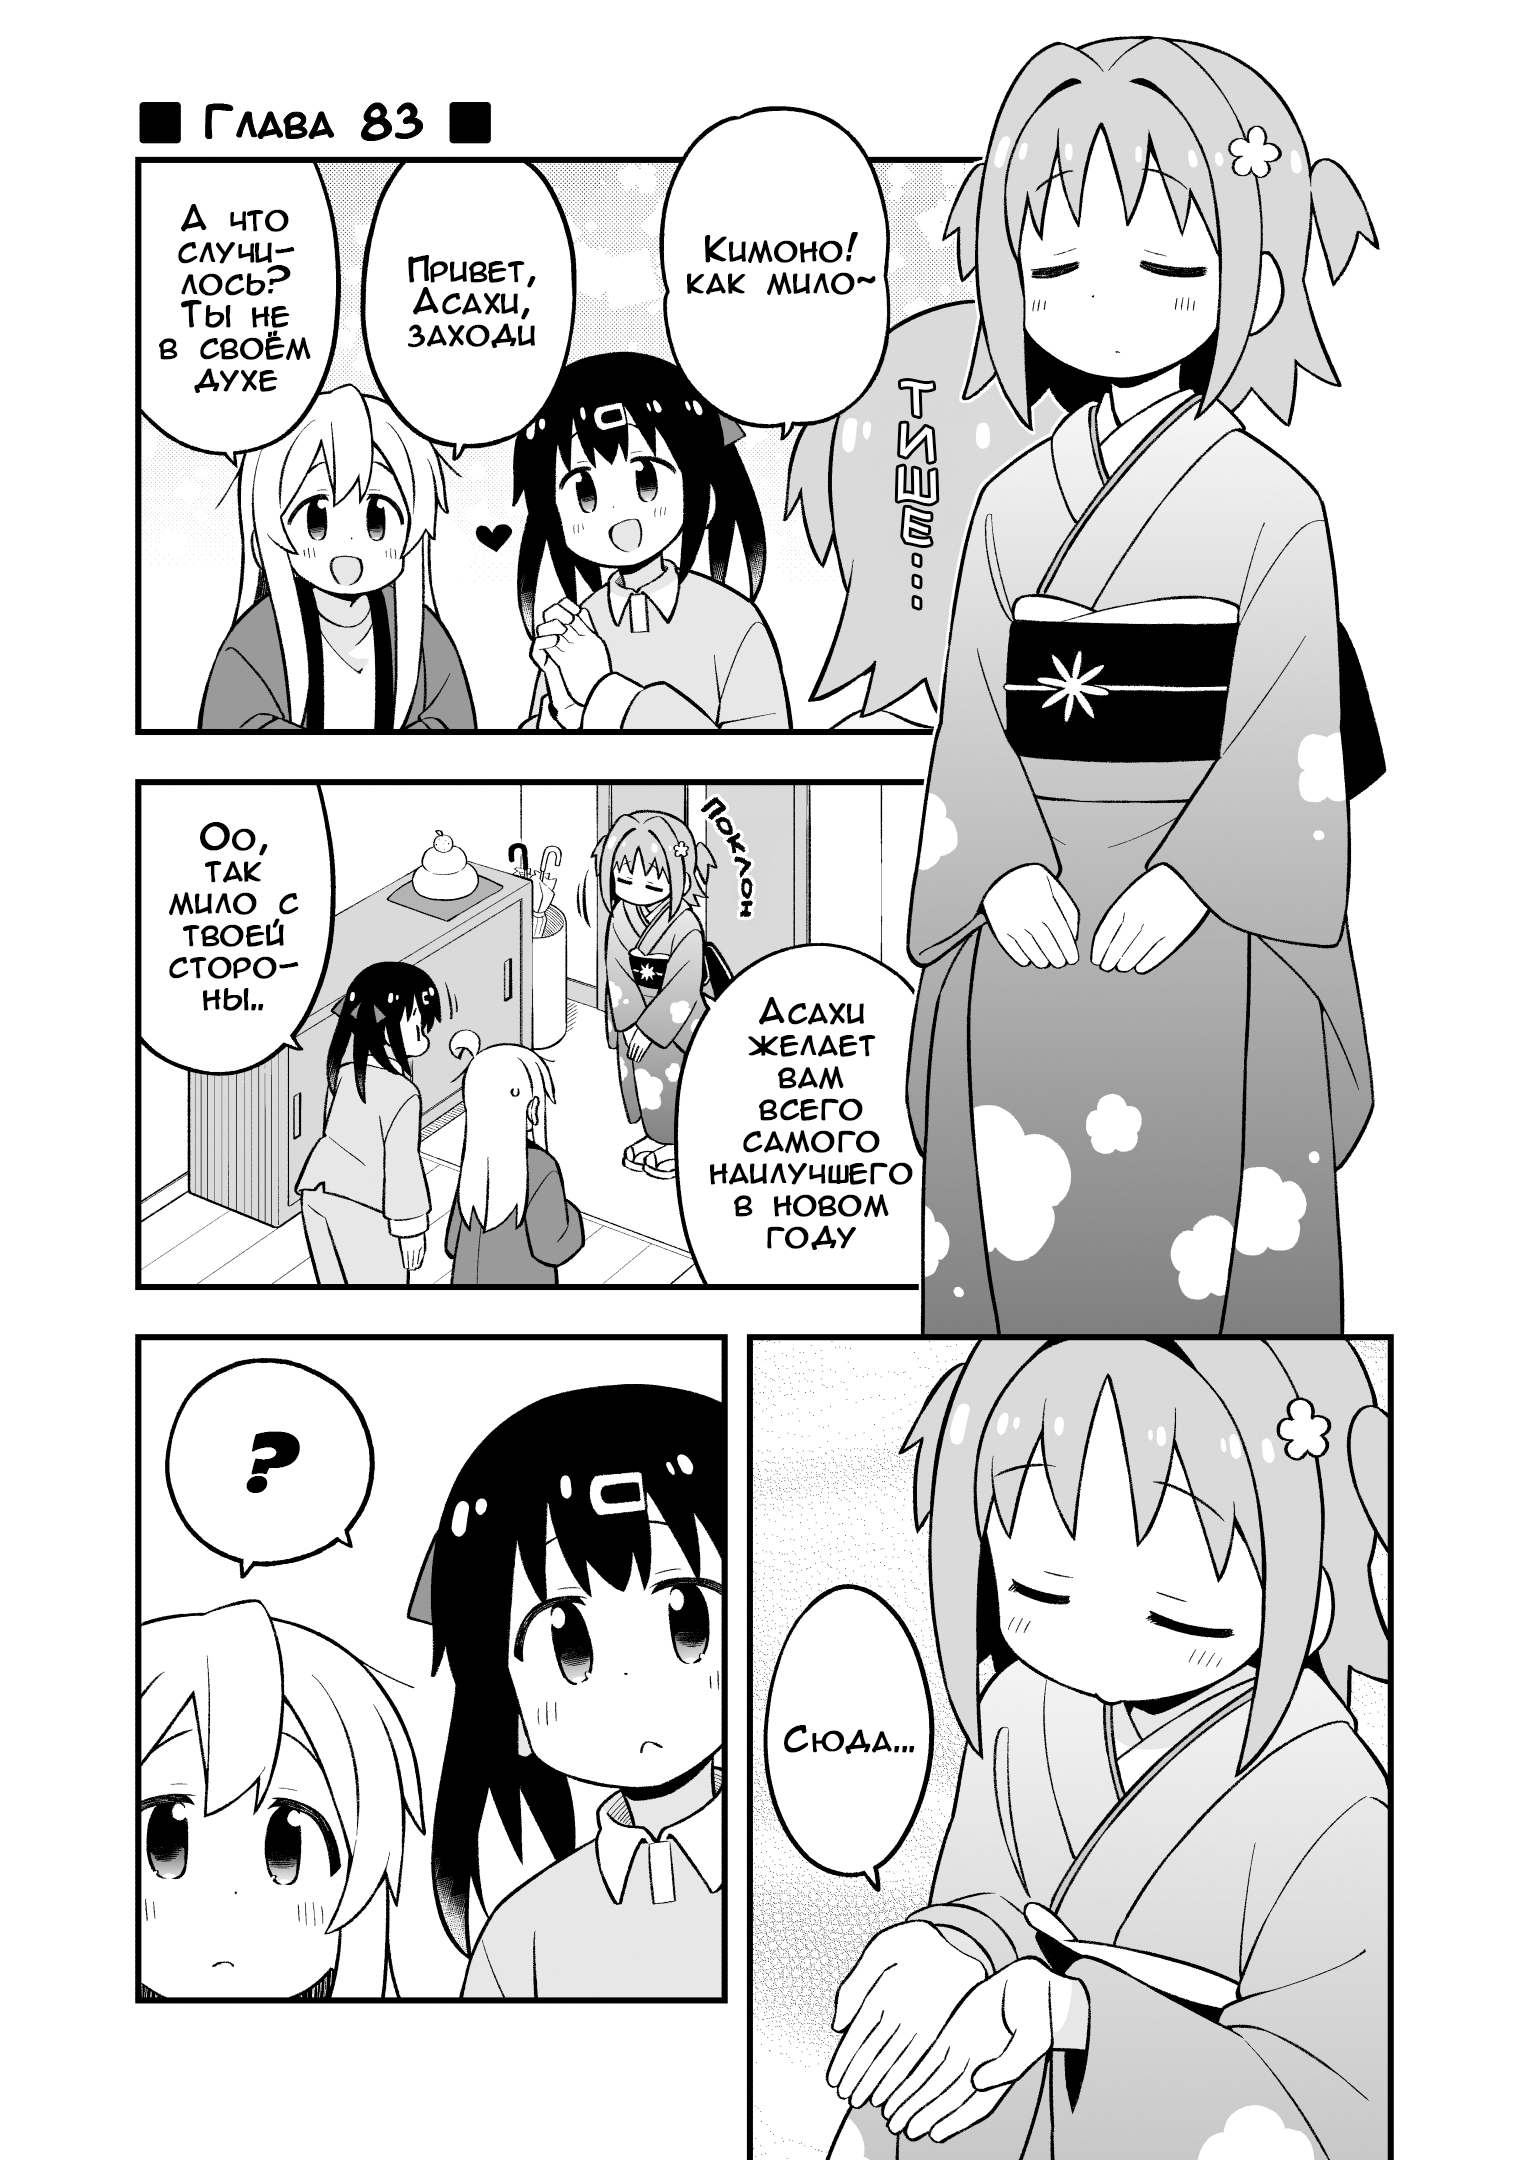 Глава 83
Кимоно!
как мило~
Привет,
Асахи,
заходи
А что
случи-
лось?
Ты не
в своём
духе
тише...
Поклон
Асахи
желает
вам
всего
самого
наилучшего
в новом
году
Оо,
так
мило с
твоей
сторо-
ны..
Сюда...
?